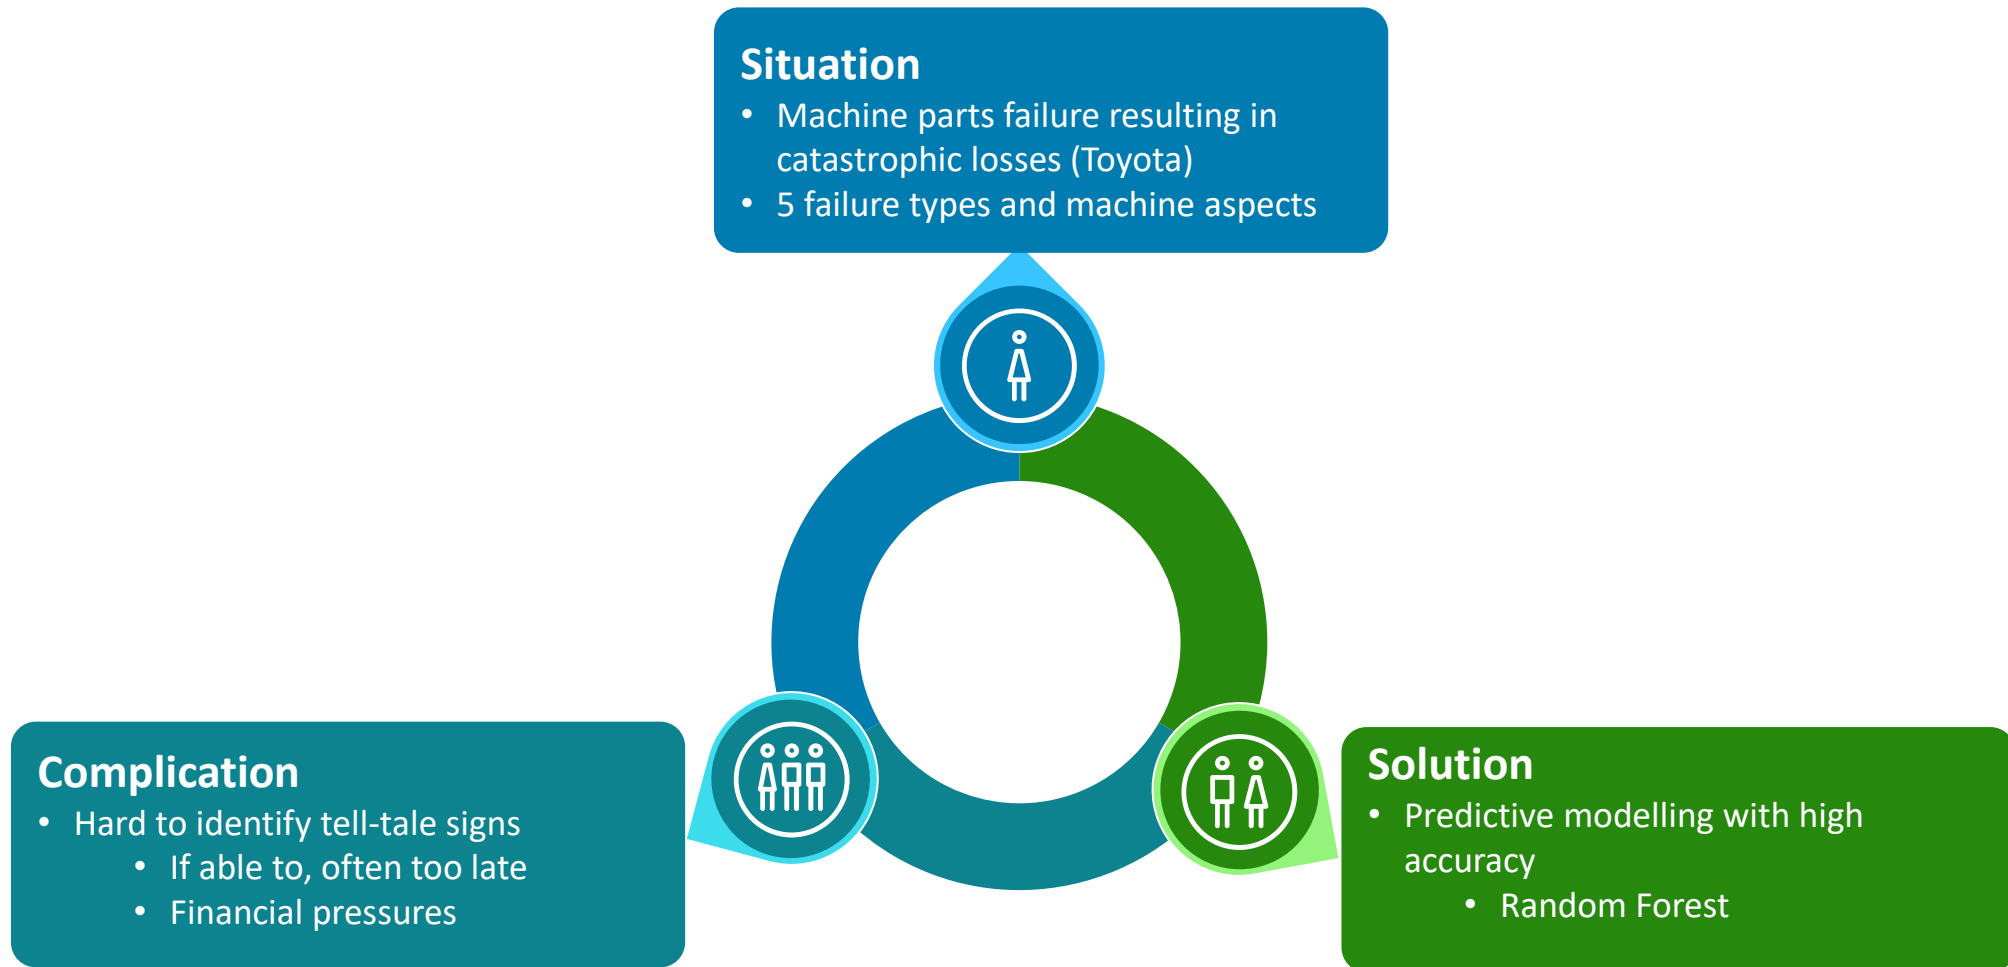 Situation
• Machine parts failure resulting in
catastrophic losses (Toyota)
• 5 failure types and machine aspects
Complication
• Hard to identify tell-tale signs
• If able to, often too late
• Financial pressures
Solution
• Predictive modelling with high
accuracy
• Random Forest